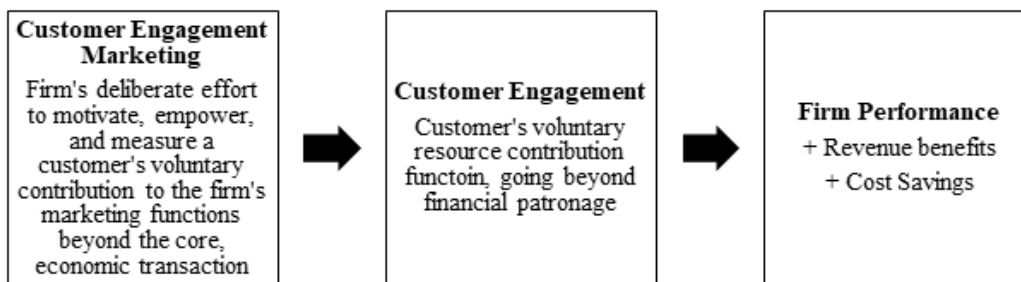 Customer Engagement
Marketing
Firm's deliberate effort
to motivate, empower,
and measure a
customer's voluntary
contribution to the firm's
marketing functions
beyond the core,
economic transaction
Customer Engagement
Customer's voluntary
resource contribution
functoin, going beyond
financial patronage
Firm Performance
+ Revenue benefits
+ Cost Savings